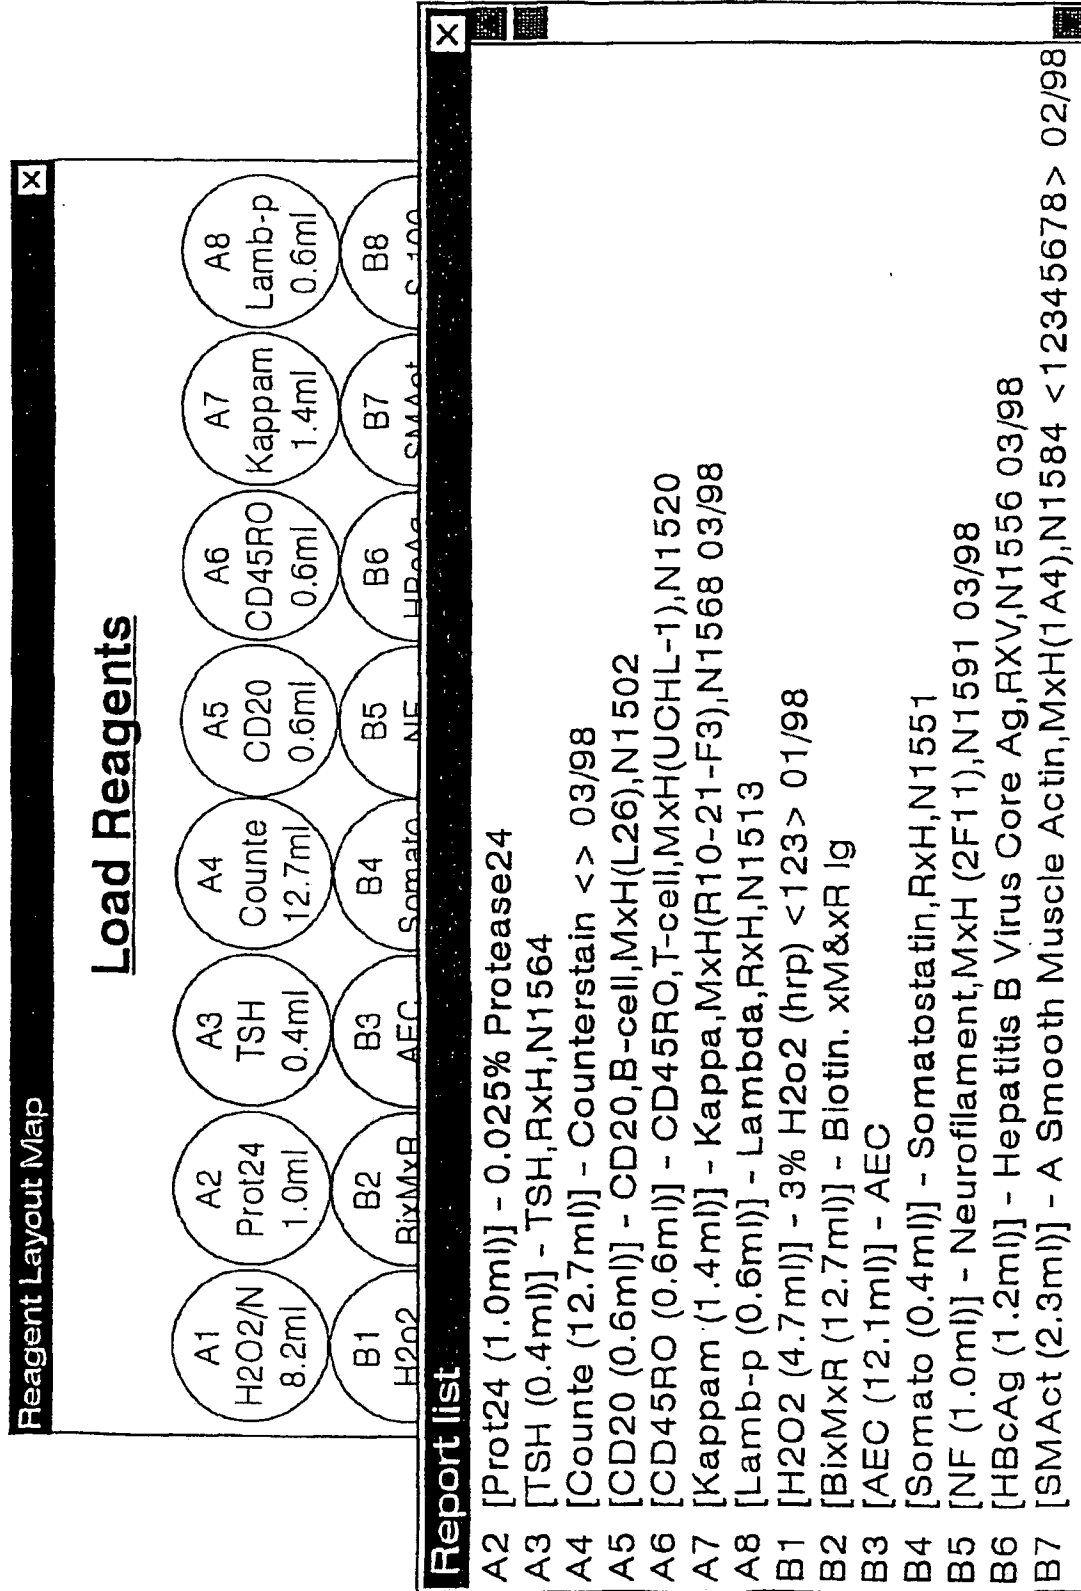 Reagent Layout Map
Load Reagents
A1
H2O2/N
8.2ml
A2
Prot24
1.0ml
A3
TSH
0.4ml
A4
Counte
12.7ml
A5
CD20
0.6ml
A6
CD45RO
0.6ml
A7
Kappam
1.4ml
A8
Lamb-p
0.6ml
B1
H2o2
B2
BixMxR
B3
AEC
B4
Somato
B5
NF
B6
HBcAg
B7
SMAct
B8
S-100
Report list
A2 [Prot24 (1.0ml)] - 0.025% Protease24
A3 [TSH (0.4ml)] - TSH,RxH,N1564
A4 [Counte (12.7ml)] - Counterstain <> 03/98
A5 [CD20 (0.6ml)] - CD20,B-cell,MxH(L26),N1502
A6 [CD45RO (0.6ml)] - CD45RO,T-cell,MxH(UCHL-1),N1520
A7 [Kappam (1.4ml)] - Kappa,MxH(R10-21-F3),N1568 03/98
A8 [Lamb-p (0.6ml)] - Lambda,RxH,N1513
B1 [H2O2 (4.7ml)] - 3% H2o2 (hrp) <123> 01/98
B2 [BixMxR (12.7ml)] - Biotin. xM&xR Ig
B3 [AEC (12.1ml)] - AEC
B4 [Somato (0.4ml)] - Somatostatin,RxH,N1551
B5 [NF (1.0ml)] - Neurofilament,MxH (2F11),N1591 03/98
B6 [HBcAg (1.2ml)] - Hepatitis B Virus Core Ag,RXV,N1556 03/98
B7 [SMAct (2.3ml)] - A Smooth Muscle Actin,MxH(1A4),N1584 <12345678> 02/98